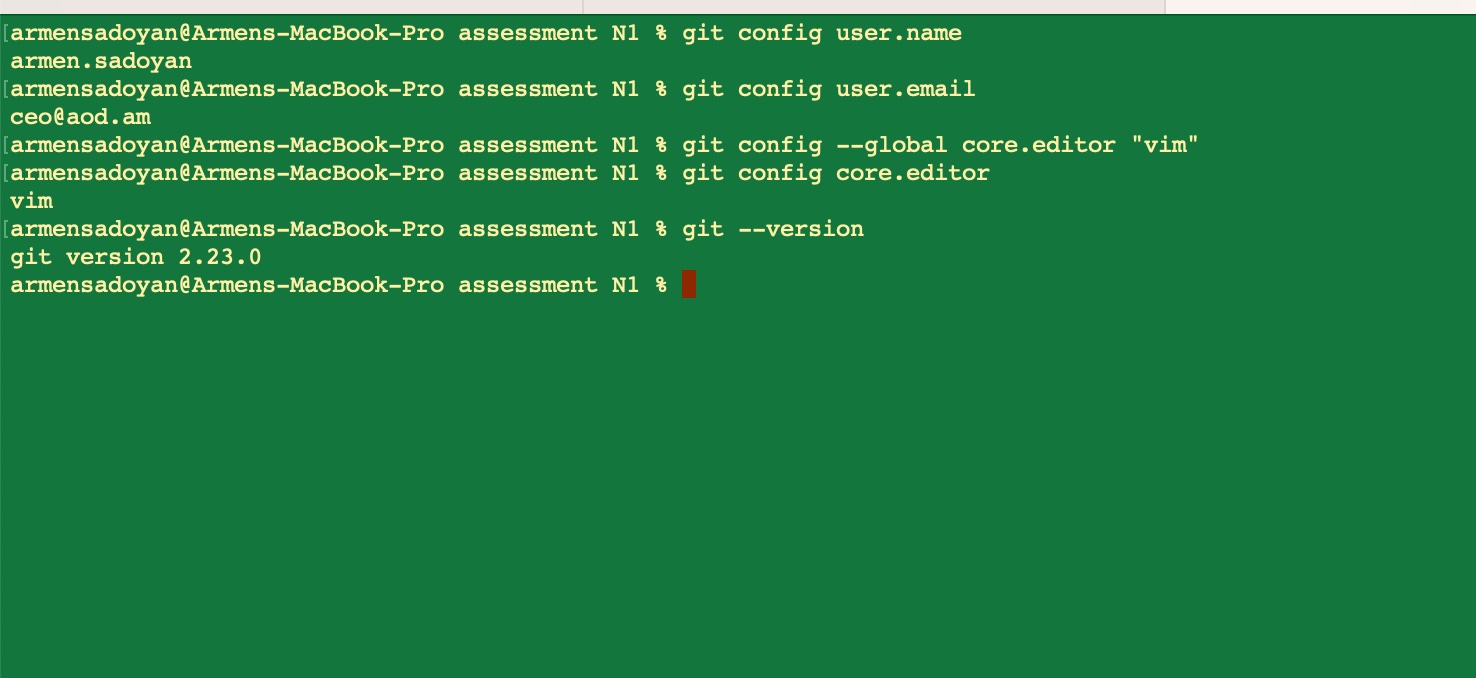 [armensadoyan@Armens-MacBook-Pro assessment N1 % git config user.name
armen.sadoyan
[armensadoyan@Armens-MacBook-Pro assessment N1 % git config user.email
ceo@aod.am
[armensadoyan@Armens-MacBook-Pro assessment N1 % git config --global core.editor "vim"
[armensadoyan@Armens-MacBook-Pro assessment N1 % git config core.editor
vim
[armensadoyan@Armens-MacBook-Pro assessment N1 % git --version
git version 2.23.0
armensadoyan@Armens-MacBook-Pro assessment N1 %